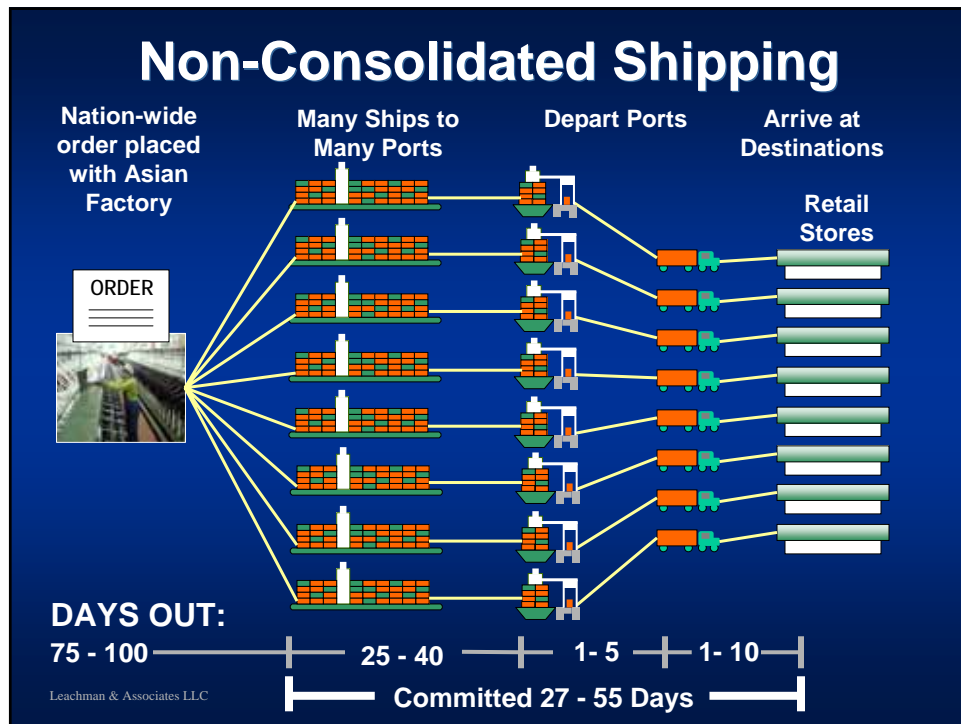 Non-Consolidated Shipping
Nation-wide
order placed
with Asian
Factory
Many Ships to
Many Ports
Depart Ports
Arrive at
Destinations
Retail
Stores
ORDER
DAYS OUT:
75 - 100
25 - 40
1- 5
1- 10
Leachman & Associates LLC
Committed 27 - 55 Days